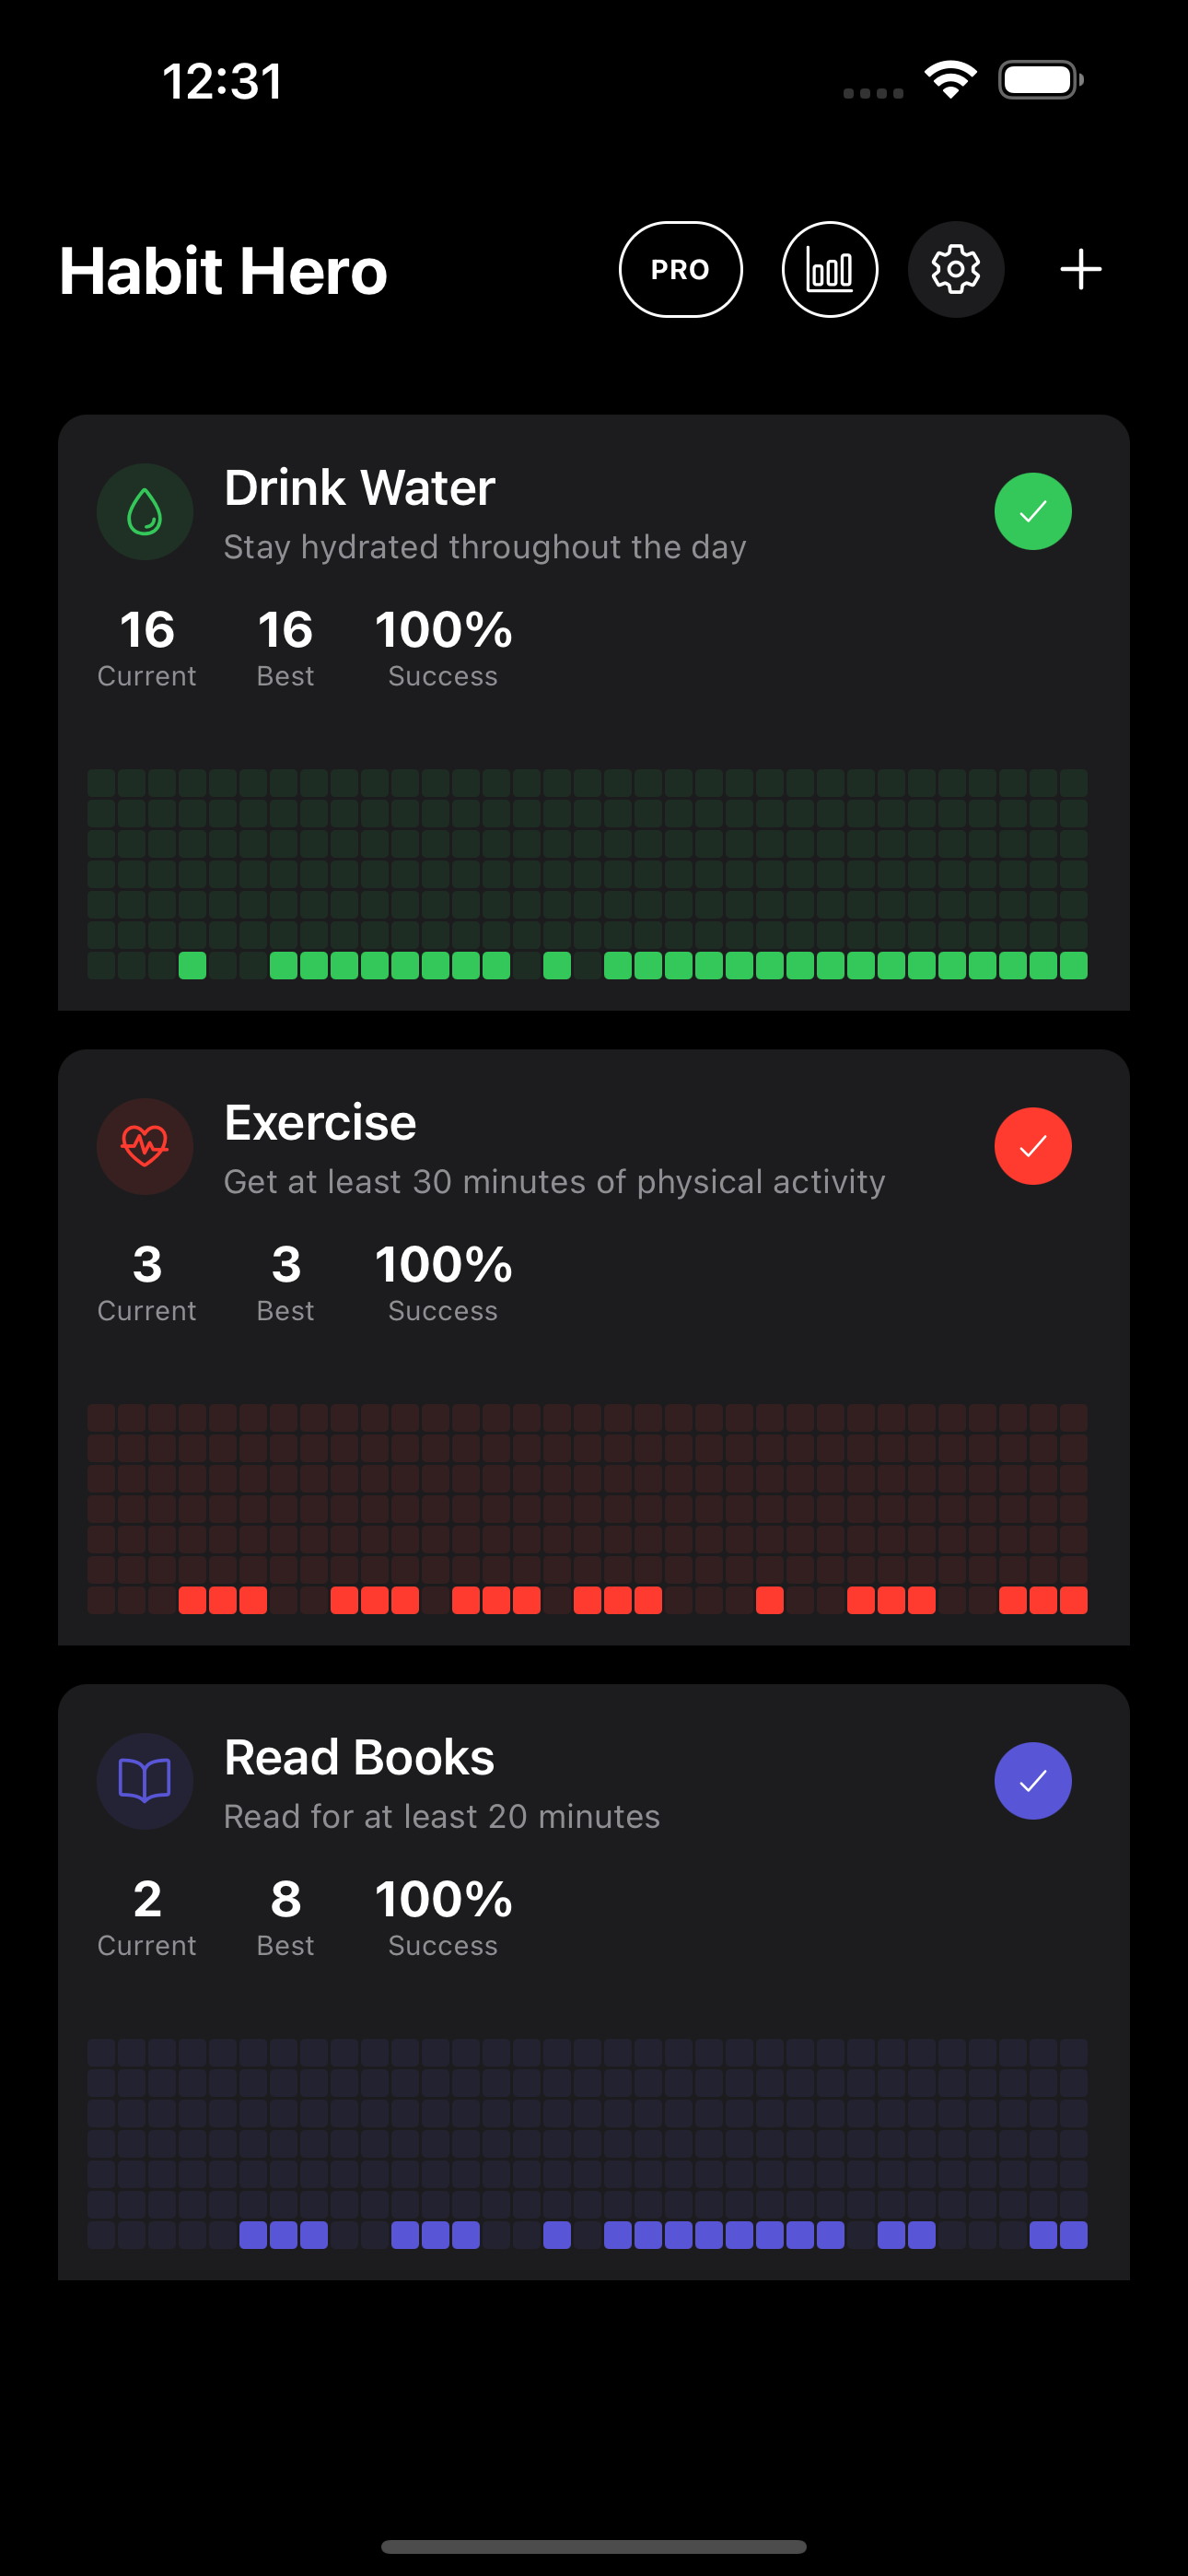 12:31
Habit Hero
PRO
Drink Water
Stay hydrated throughout the day
16 16 100%
Current Best Success
Exercise
Get at least 30 minutes of physical activity
3 3 100%
Current Best Success
Read Books
Read for at least 20 minutes
2 8 100%
Current Best Success